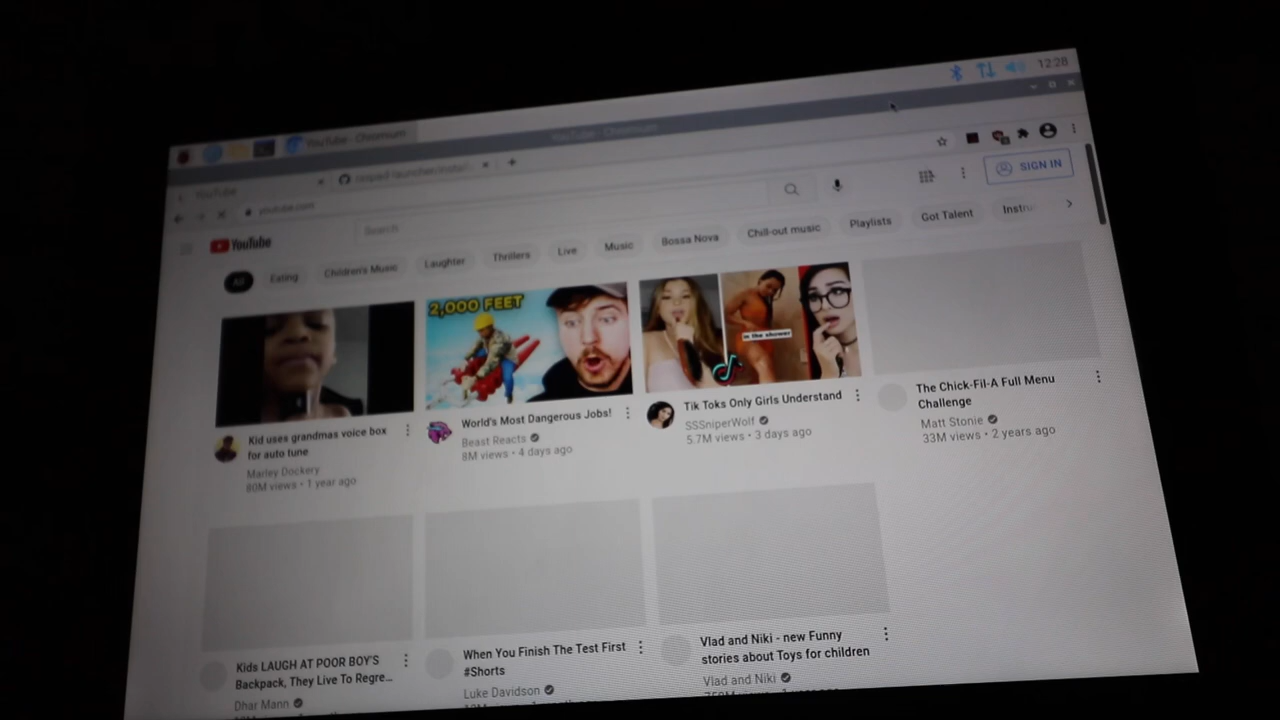 12:28
YouTube - Chromium
YouTube - Chromium
YouTube
youtube.com
SIGN IN
YouTube
Search
All
Eating
Children's Music
Laughter
Thrillers
Live
Music
Bossa Nova
Chill-out music
Playlists
Got Talent
Instru
2,000 FEET
in the shower
Kid uses grandmas voice box
for auto tune
Marley Dockery
80M views • 1 year ago
World's Most Dangerous Jobs!
Beast Reacts
8M views • 4 days ago
Tik Toks Only Girls Understand
SSSniperWolf
5.7M views • 3 days ago
The Chick-Fil-A Full Menu
Challenge
Matt Stonie
33M views • 2 years ago
Kids LAUGH AT POOR BOY'S
Backpack, They Live To Regre...
Dhar Mann
When You Finish The Test First
#Shorts
Luke Davidson
Vlad and Niki - new Funny
stories about Toys for children
Vlad and Niki